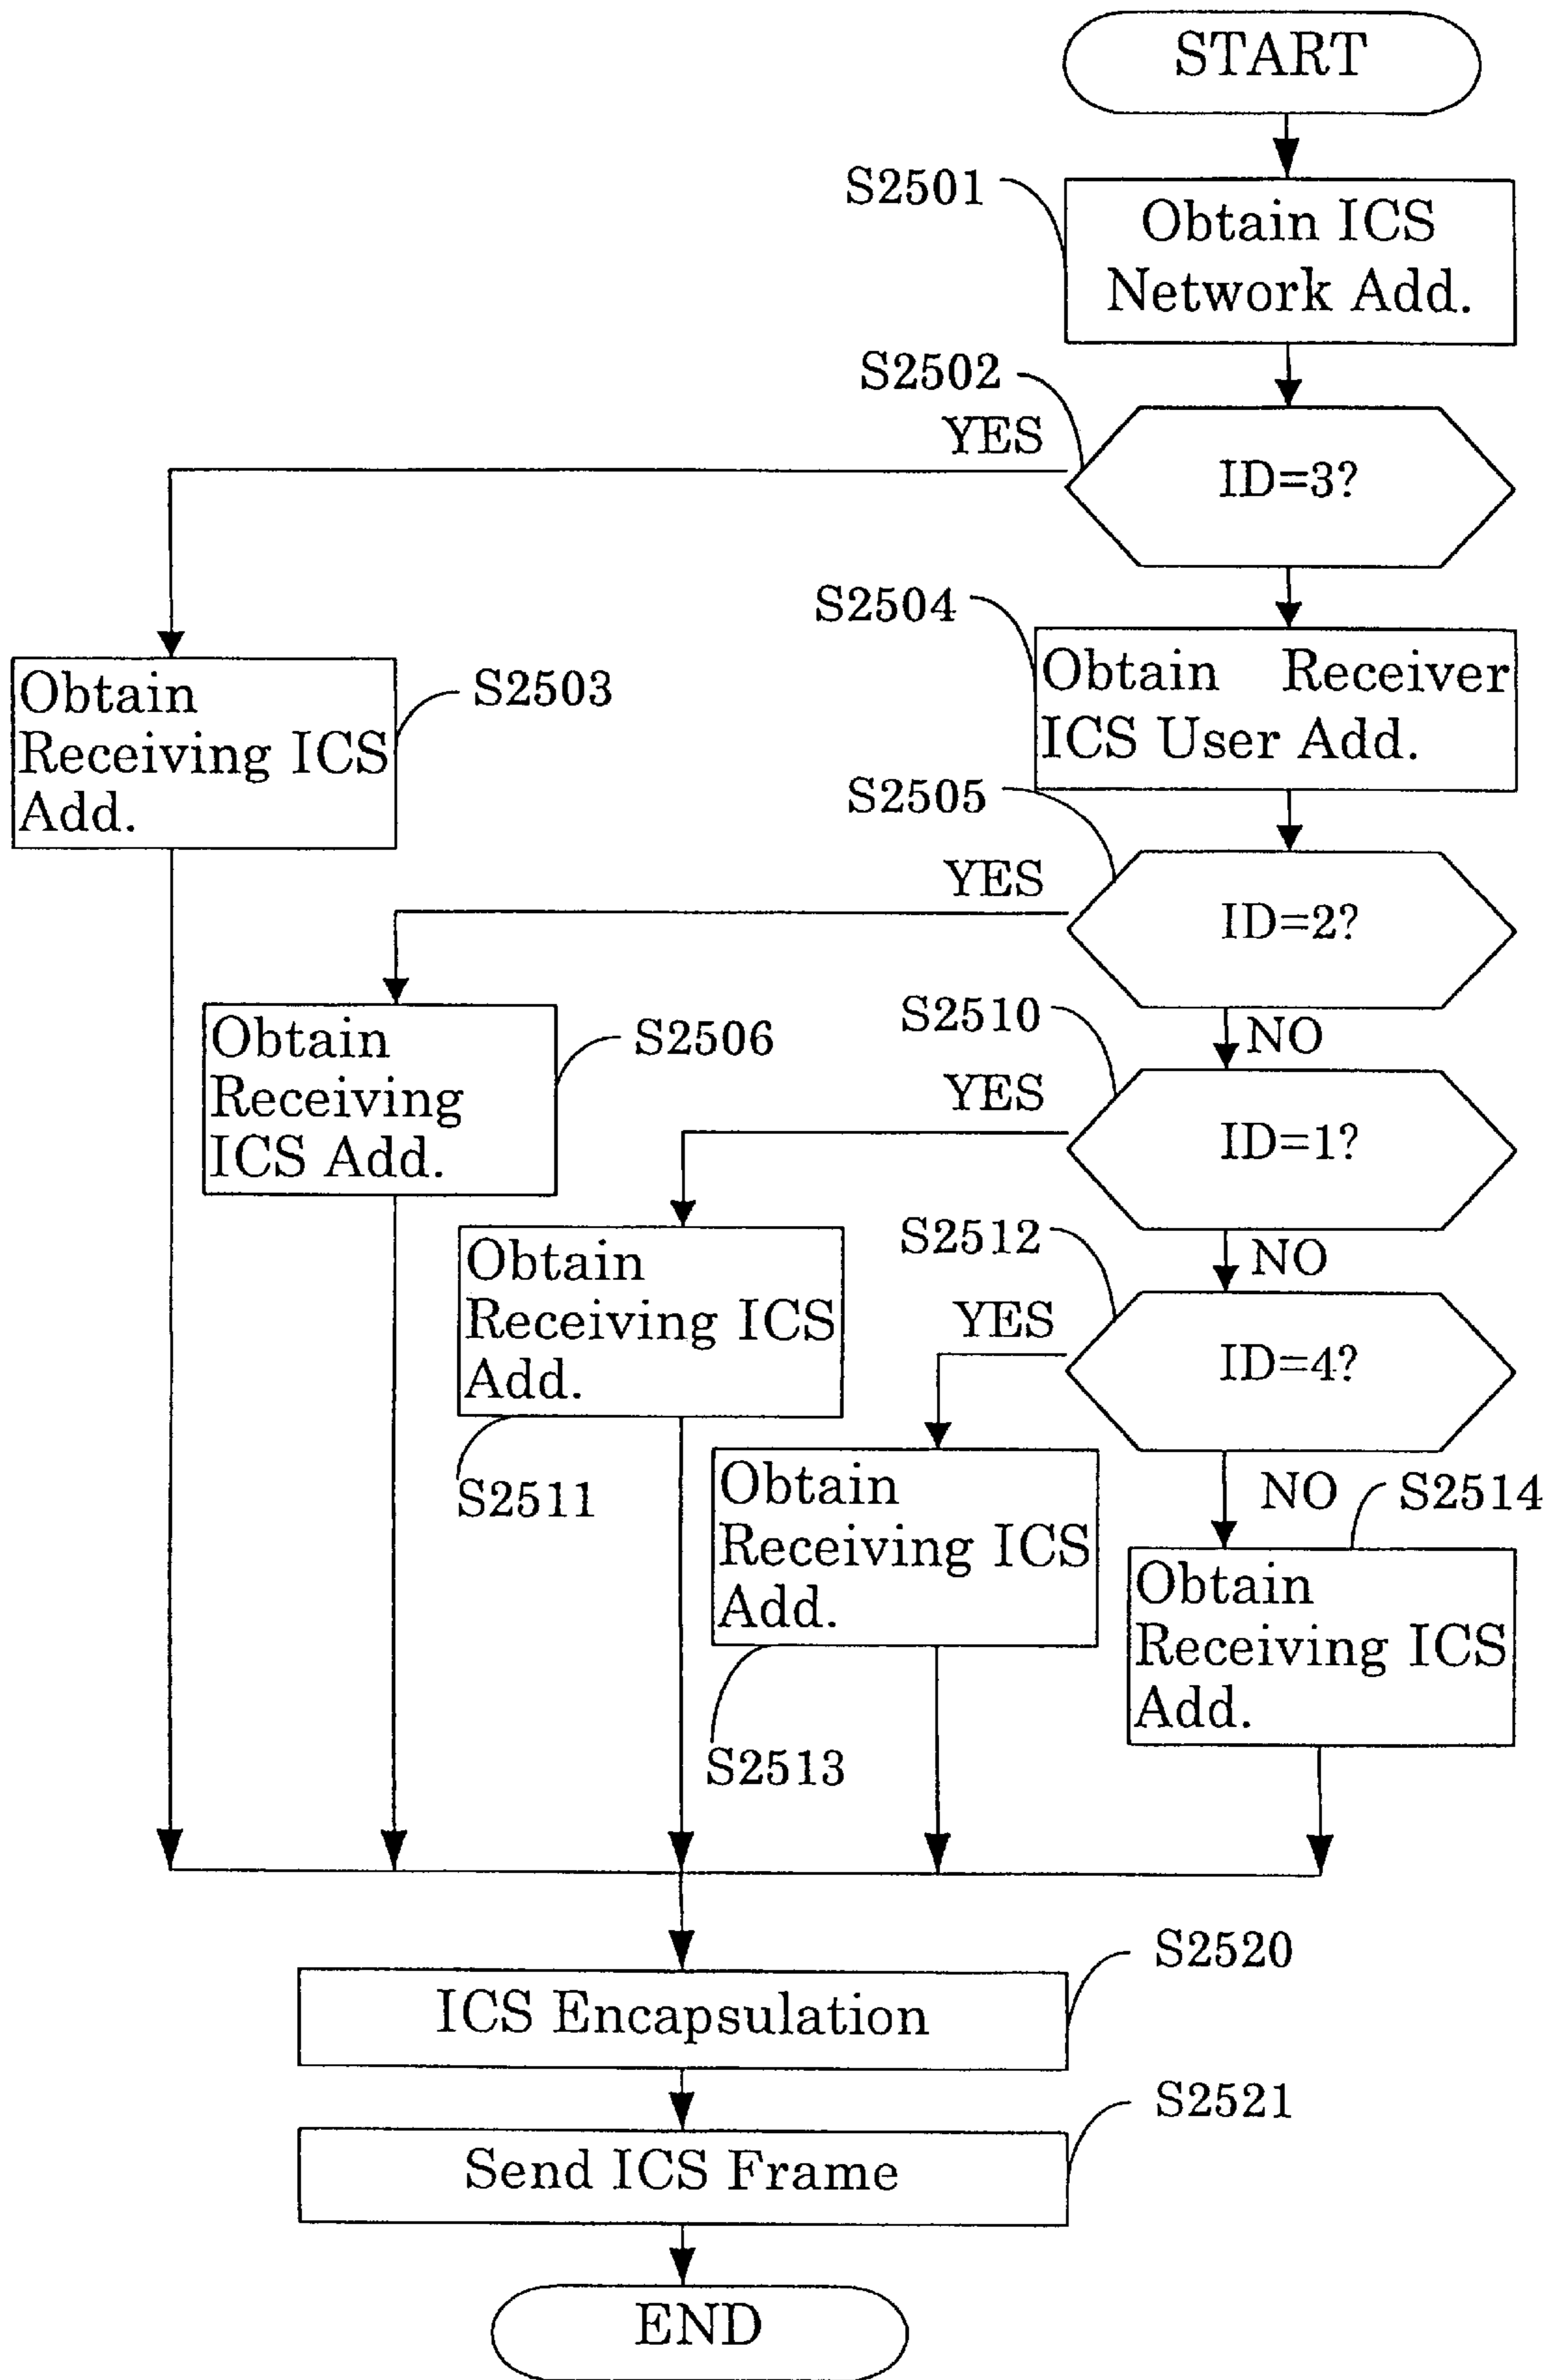 START
S2501
Obtain ICS
Network Add.
S2502
YES
ID=3?
S2504
Obtain Receiver
ICS User Add.
Obtain
Receiving ICS
Add.
S2503
S2505
YES
ID=2?
NO
Obtain
Receiving
ICS Add.
S2506
S2510
YES
ID=1?
NO
Obtain
Receiving ICS
Add.
S2511
S2512
YES
ID=4?
NO
Obtain
Receiving ICS
Add.
S2513
S2514
Obtain
Receiving ICS
Add.
S2520
ICS Encapsulation
S2521
Send ICS Frame
END